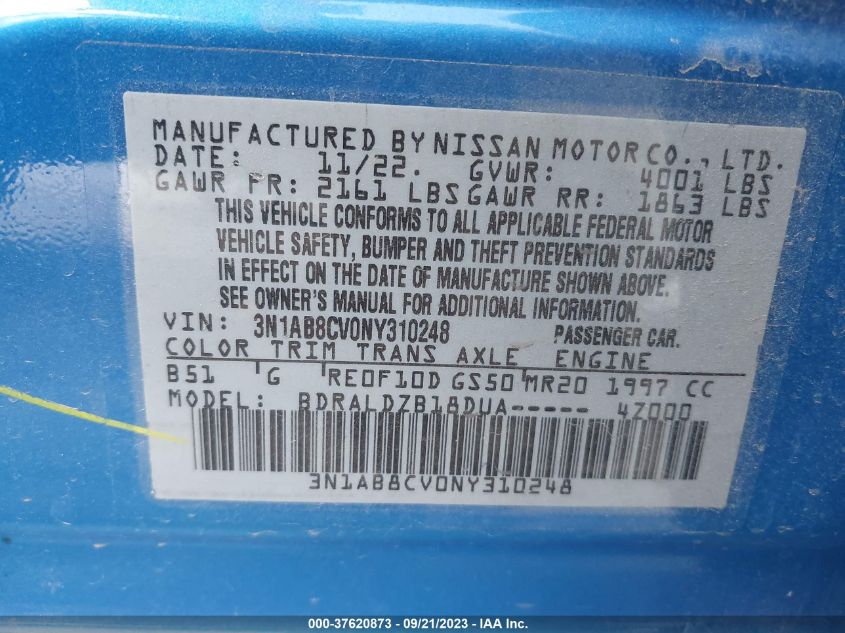 MANUFACTURED BY NISSAN MOTOR CO., LTD.
DATE: 11/22. GVWR: 4001 LBS
GAWR FR: 2161 LBS GAWR RR: 1863 LBS
THIS VEHICLE CONFORMS TO ALL APPLICABLE FEDERAL MOTOR
VEHICLE SAFETY, BUMPER AND THEFT PREVENTION STANDARDS
IN EFFECT ON THE DATE OF MANUFACTURE SHOWN ABOVE.
SEE OWNER'S MANUAL FOR ADDITIONAL INFORMATION.
VIN: 3N1AB8CV0NY310248 PASSENGER CAR.
COLOR TRIM TRANS AXLE ENGINE
B51 G RE0F10D GS50 MR20 1997 CC
MODEL: BDRALDZB18DUA----- 4Z000
3N1AB8CV0NY310248
000-37620873 - 09/21/2023 - IAA Inc.